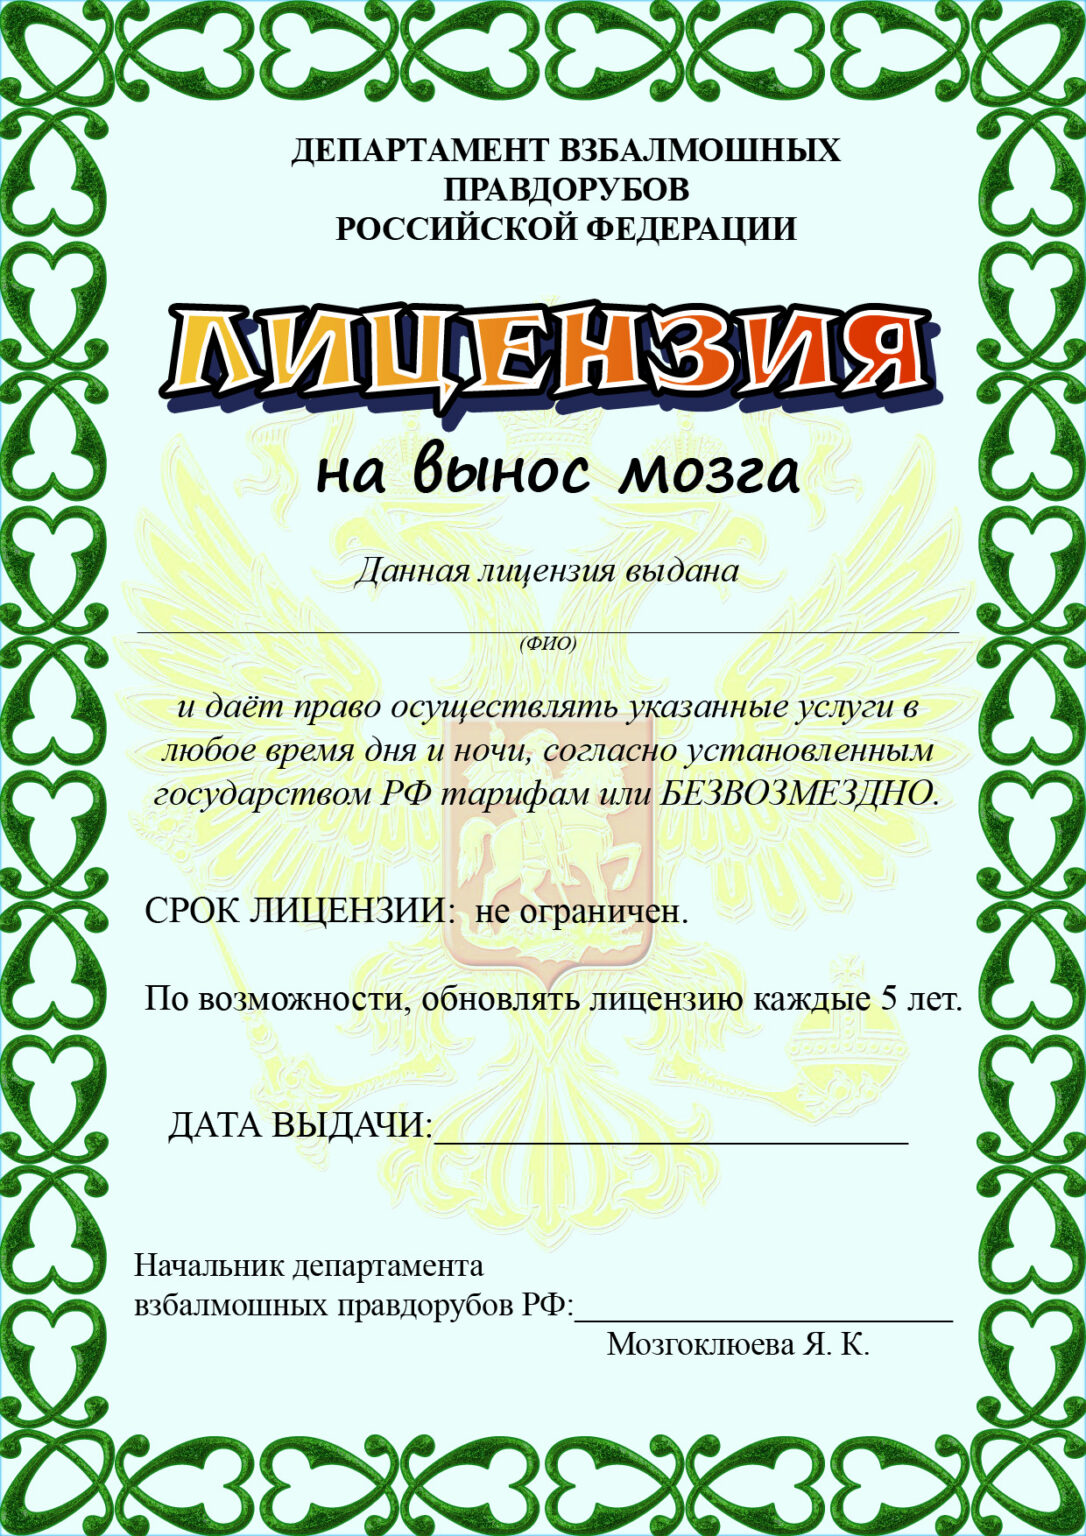 ДЕПАРТАМЕНТ ВЗБАЛМОШНЫХ
ПРАВДОРУБОВ
РОССИЙСКОЙ ФЕДЕРАЦИИ
ЛИЦЕНЗИЯ
на вынос мозга
Данная лицензия выдана
(ФИО)
и даёт право осуществлять указанные услуги в
любое время дня и ночи, согласно установленным
государством РФ тарифам или БЕЗВОЗМЕЗДНО.
СРОК ЛИЦЕНЗИИ: не ограничен.
По возможности, обновлять лицензию каждые 5 лет.
ДАТА ВЫДАЧИ:
Начальник департамента
взбалмошных правдорубов РФ:
Мозгоклюева Я. К.